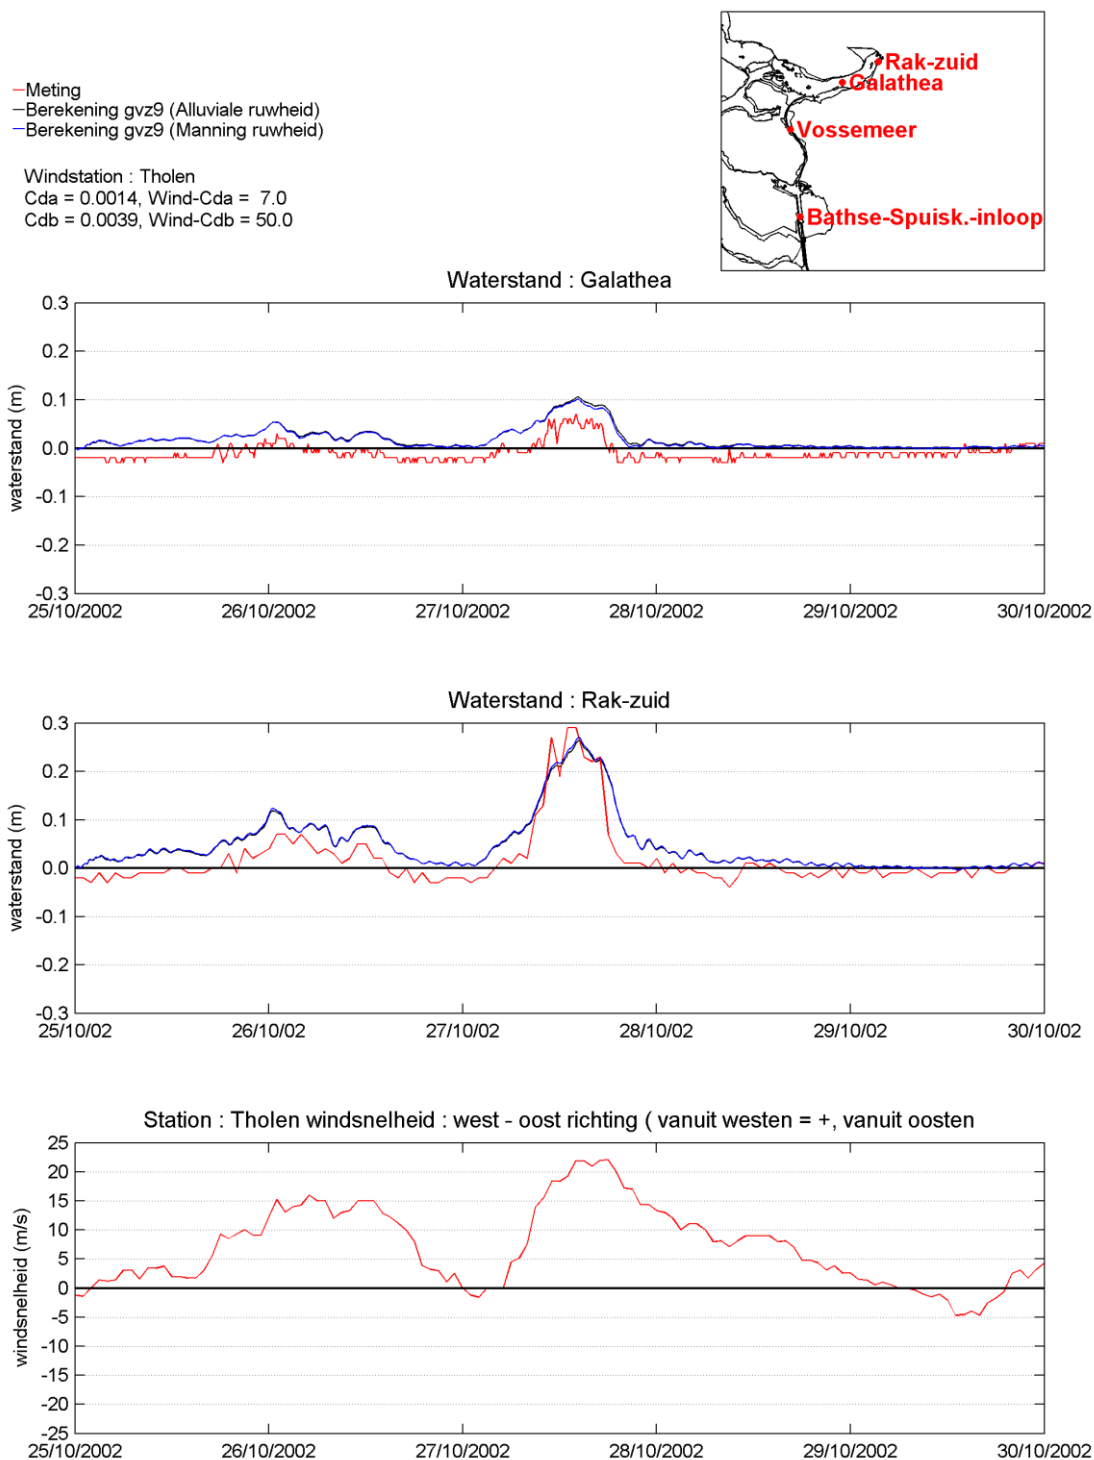 Rak-zuid
Galathea
Vossemeer
Bathse-Spuisk.-inloop
Meting
Berekening gvz9 (Alluviale ruwheid)
Berekening gvz9 (Manning ruwheid)
Windstation : Tholen
Cda = 0.0014, Wind-Cda = 7.0
Cdb = 0.0039, Wind-Cdb = 50.0
Waterstand : Galathea
waterstand (m)
0.3
0.2
0.1
0.0
-0.1
-0.2
-0.3
25/10/2002 26/10/2002 27/10/2002 28/10/2002 29/10/2002 30/10/2002
Waterstand : Rak-zuid
waterstand (m)
0.3
0.2
0.1
0.0
-0.1
-0.2
-0.3
25/10/02 26/10/02 27/10/02 28/10/02 29/10/02 30/10/02
Station : Tholen windsnelheid : west - oost richting ( vanuit westen = +, vanuit oosten
windsnelheid (m/s)
25
20
15
10
5
0
-5
-10
-15
-20
-25
25/10/2002 26/10/2002 27/10/2002 28/10/2002 29/10/2002 30/10/2002